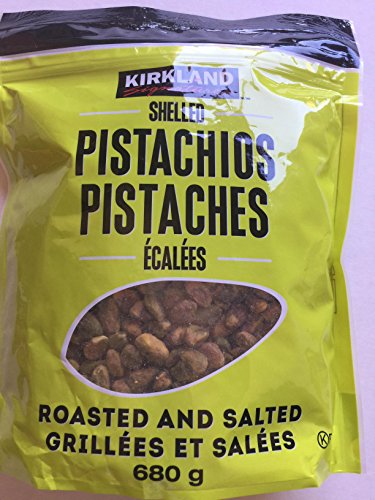 KIRKLAND
Signature
SHELLED
PISTACHIOS
PISTACHES
ÉCALÉES
ROASTED AND SALTED
GRILLÉES ET SALÉES
680 g
K